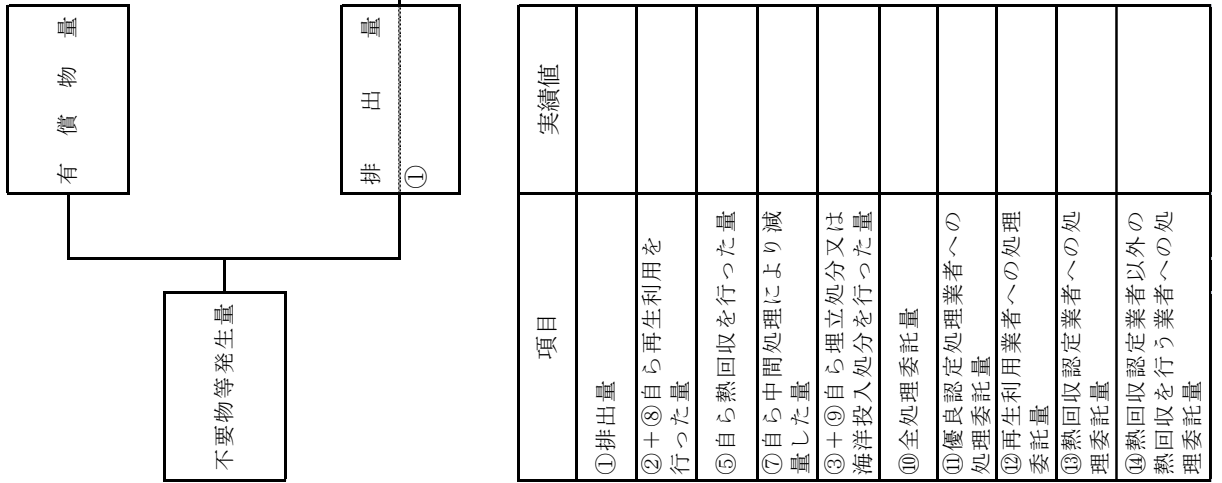 有償物量
排出量
①
不要物等発生量
項目
実績値
①排出量
②+⑧自ら再生利用を
行った量
⑤自ら熱回収を行った量
⑦自ら中間処理により減
量した量
③+⑨自ら埋立処分又は
海洋投入処分を行った量
⑩全処理委託量
⑪優良認定処理業者への
処理委託量
⑫再生利用業者への処理
委託量
⑬熱回収認定業者への処
理委託量
⑭熱回収認定業者以外の
熱回収を行う業者への処
理委託量